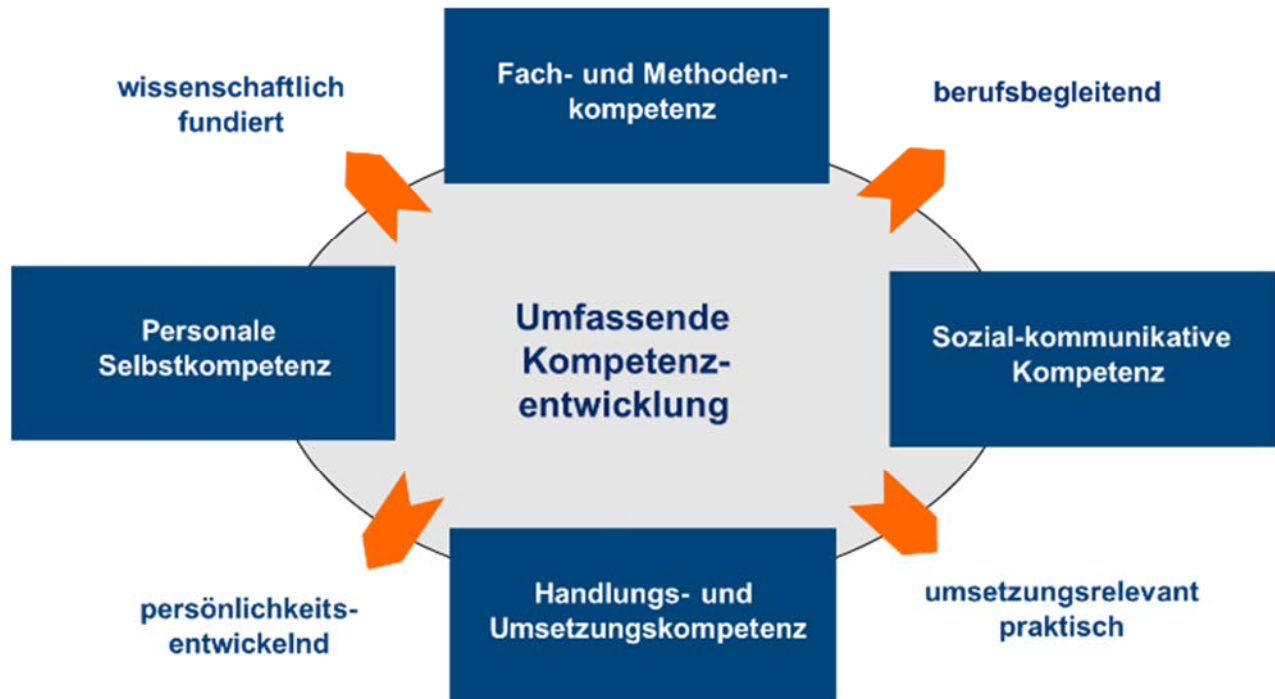 Fach- und Methoden-
kompetenz
wissenschaftlich
fundiert
berufsbegleitend
Personale
Selbstkompetenz
Umfassende
Kompetenz-
entwicklung
Sozial-kommunikative
Kompetenz
persönlichkeits-
entwickelnd
Handlungs- und
Umsetzungskompetenz
umsetzungsrelevant
praktisch